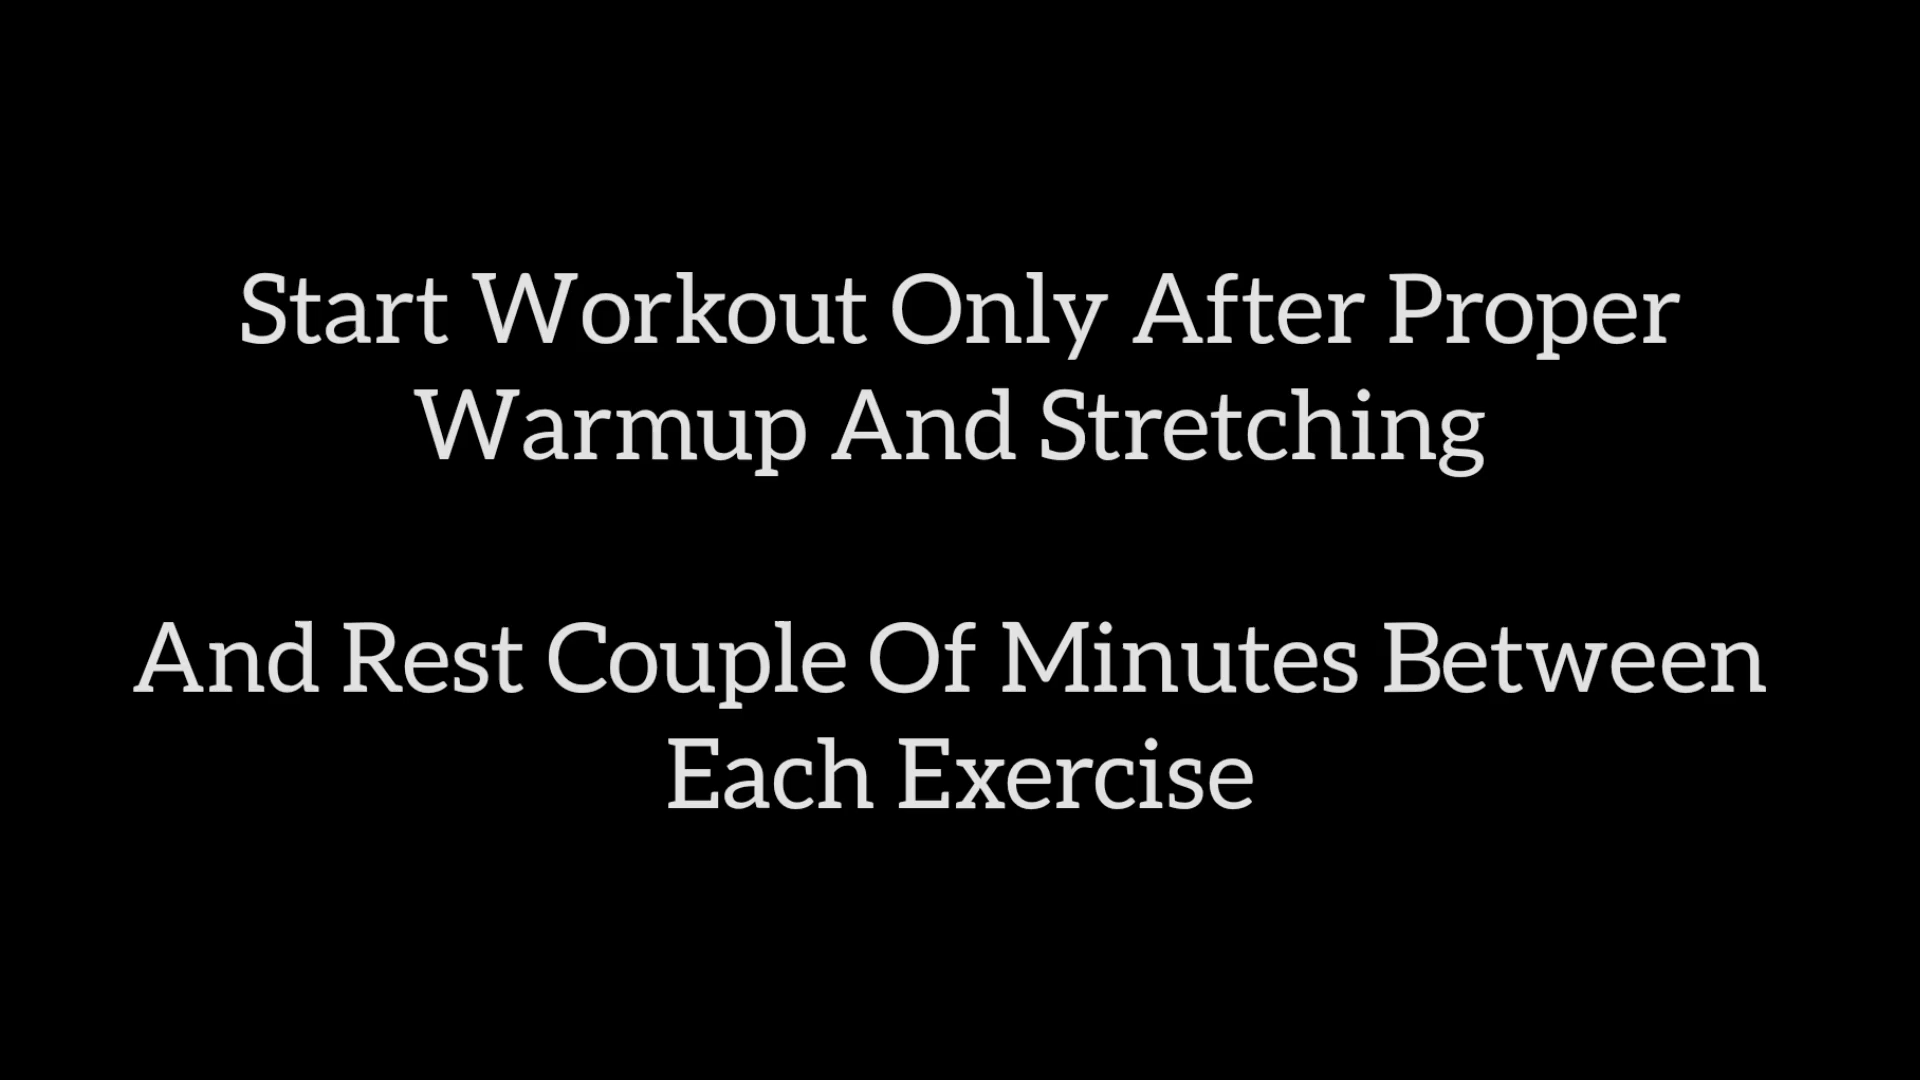 Start Workout Only After Proper
Warmup And Stretching
And Rest Couple Of Minutes Between
Each Exercise